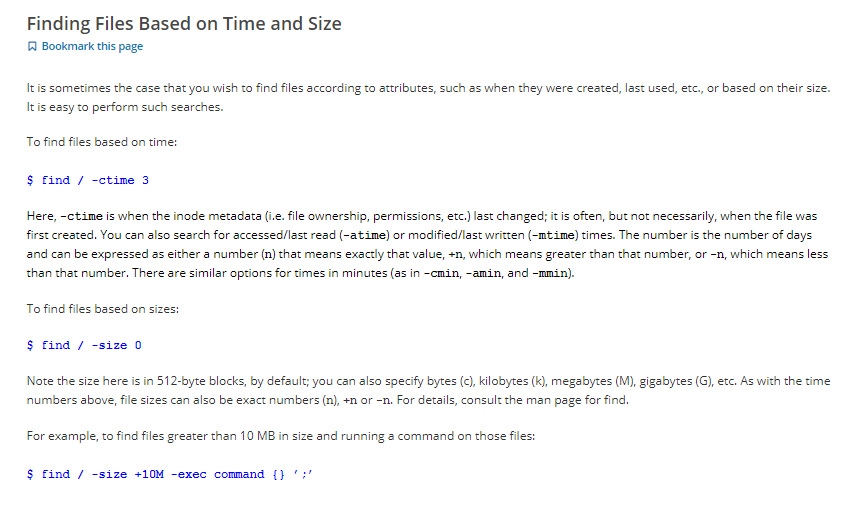 Finding Files Based on Time and Size
Bookmark this page
It is sometimes the case that you wish to find files according to attributes, such as when they were created, last used, etc., or based on their size.
It is easy to perform such searches.
To find files based on time:
$ find / -ctime 3
Here, -ctime is when the inode metadata (i.e. file ownership, permissions, etc.) last changed; it is often, but not necessarily, when the file was
first created. You can also search for accessed/last read (-atime) or modified/last written (-mtime) times. The number is the number of days
and can be expressed as either a number (n) that means exactly that value, +n, which means greater than that number, or -n, which means less
than that number. There are similar options for times in minutes (as in -cmin, -amin, and -mmin).
To find files based on sizes:
$ find / -size 0
Note the size here is in 512-byte blocks, by default; you can also specify bytes (c), kilobytes (k), megabytes (M), gigabytes (G), etc. As with the time
numbers above, file sizes can also be exact numbers (n), +n or -n. For details, consult the man page for find.
For example, to find files greater than 10 MB in size and running a command on those files:
$ find / -size +10M -exec command {} ’;’